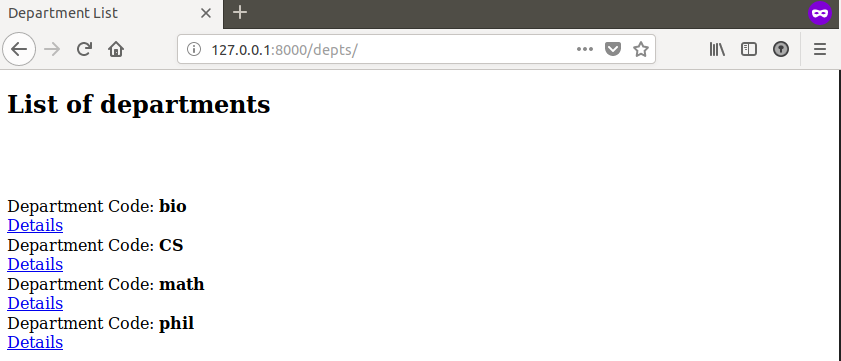 Department List
127.0.0.1:8000/depts/
List of departments
Department Code: bio
Details
Department Code: CS
Details
Department Code: math
Details
Department Code: phil
Details